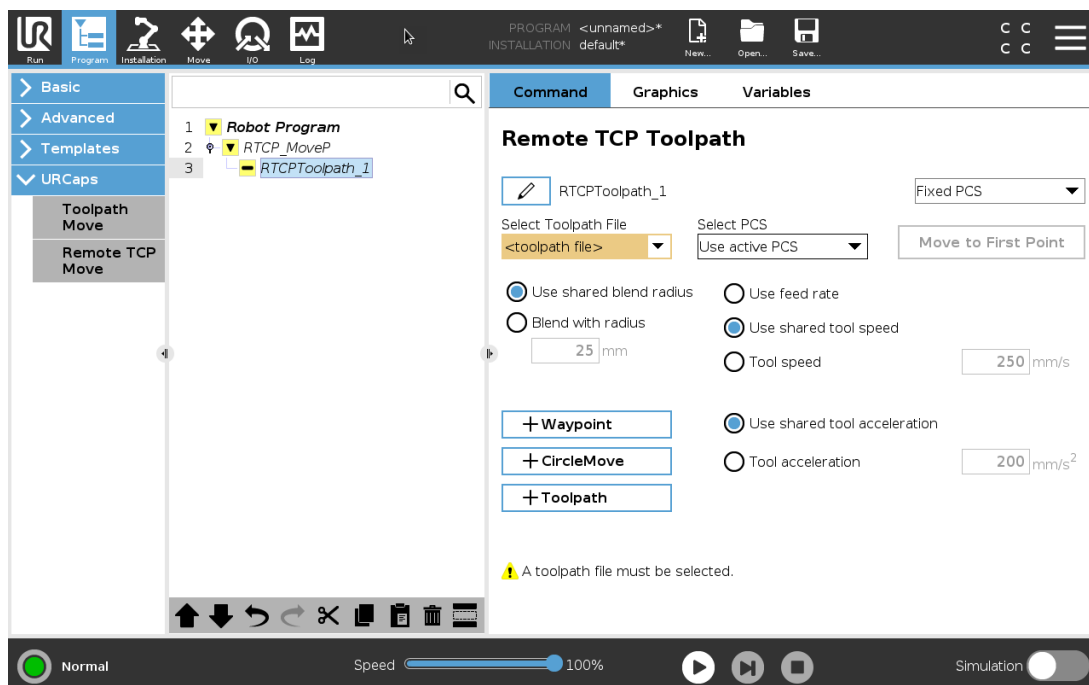 PROGRAM <unnamed>*
INSTALLATION default*
Run
Program
Installation
Move
I/O
Log
New...
Open...
Save...
C C
C C
Basic
Advanced
Templates
URCaps
Toolpath
Move
Remote TCP
Move
1 Robot Program
2 RTCP_MoveP
3 RTCPToolpath_1
Command Graphics Variables
Remote TCP Toolpath
RTCPToolpath_1
Fixed PCS
Select Toolpath File
<toolpath file>
Select PCS
Use active PCS
Move to First Point
Use shared blend radius
Blend with radius
25 mm
Use feed rate
Use shared tool speed
Tool speed 250 mm/s
+Waypoint
+CircleMove
+Toolpath
Use shared tool acceleration
Tool acceleration 200 mm/s²
A toolpath file must be selected.
Normal
Speed 100%
Simulation